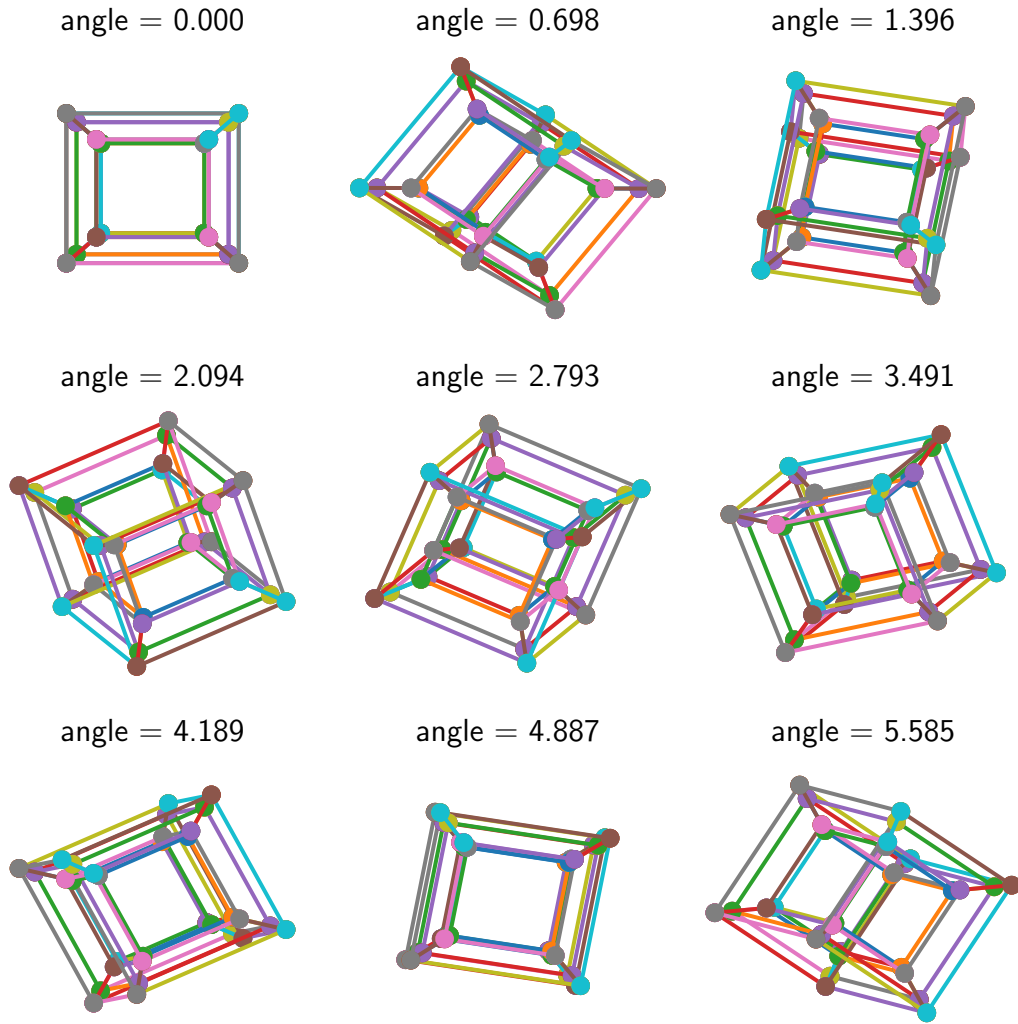 angle = 0.000
angle = 0.698
angle = 1.396
angle = 2.094
angle = 2.793
angle = 3.491
angle = 4.189
angle = 4.887
angle = 5.585